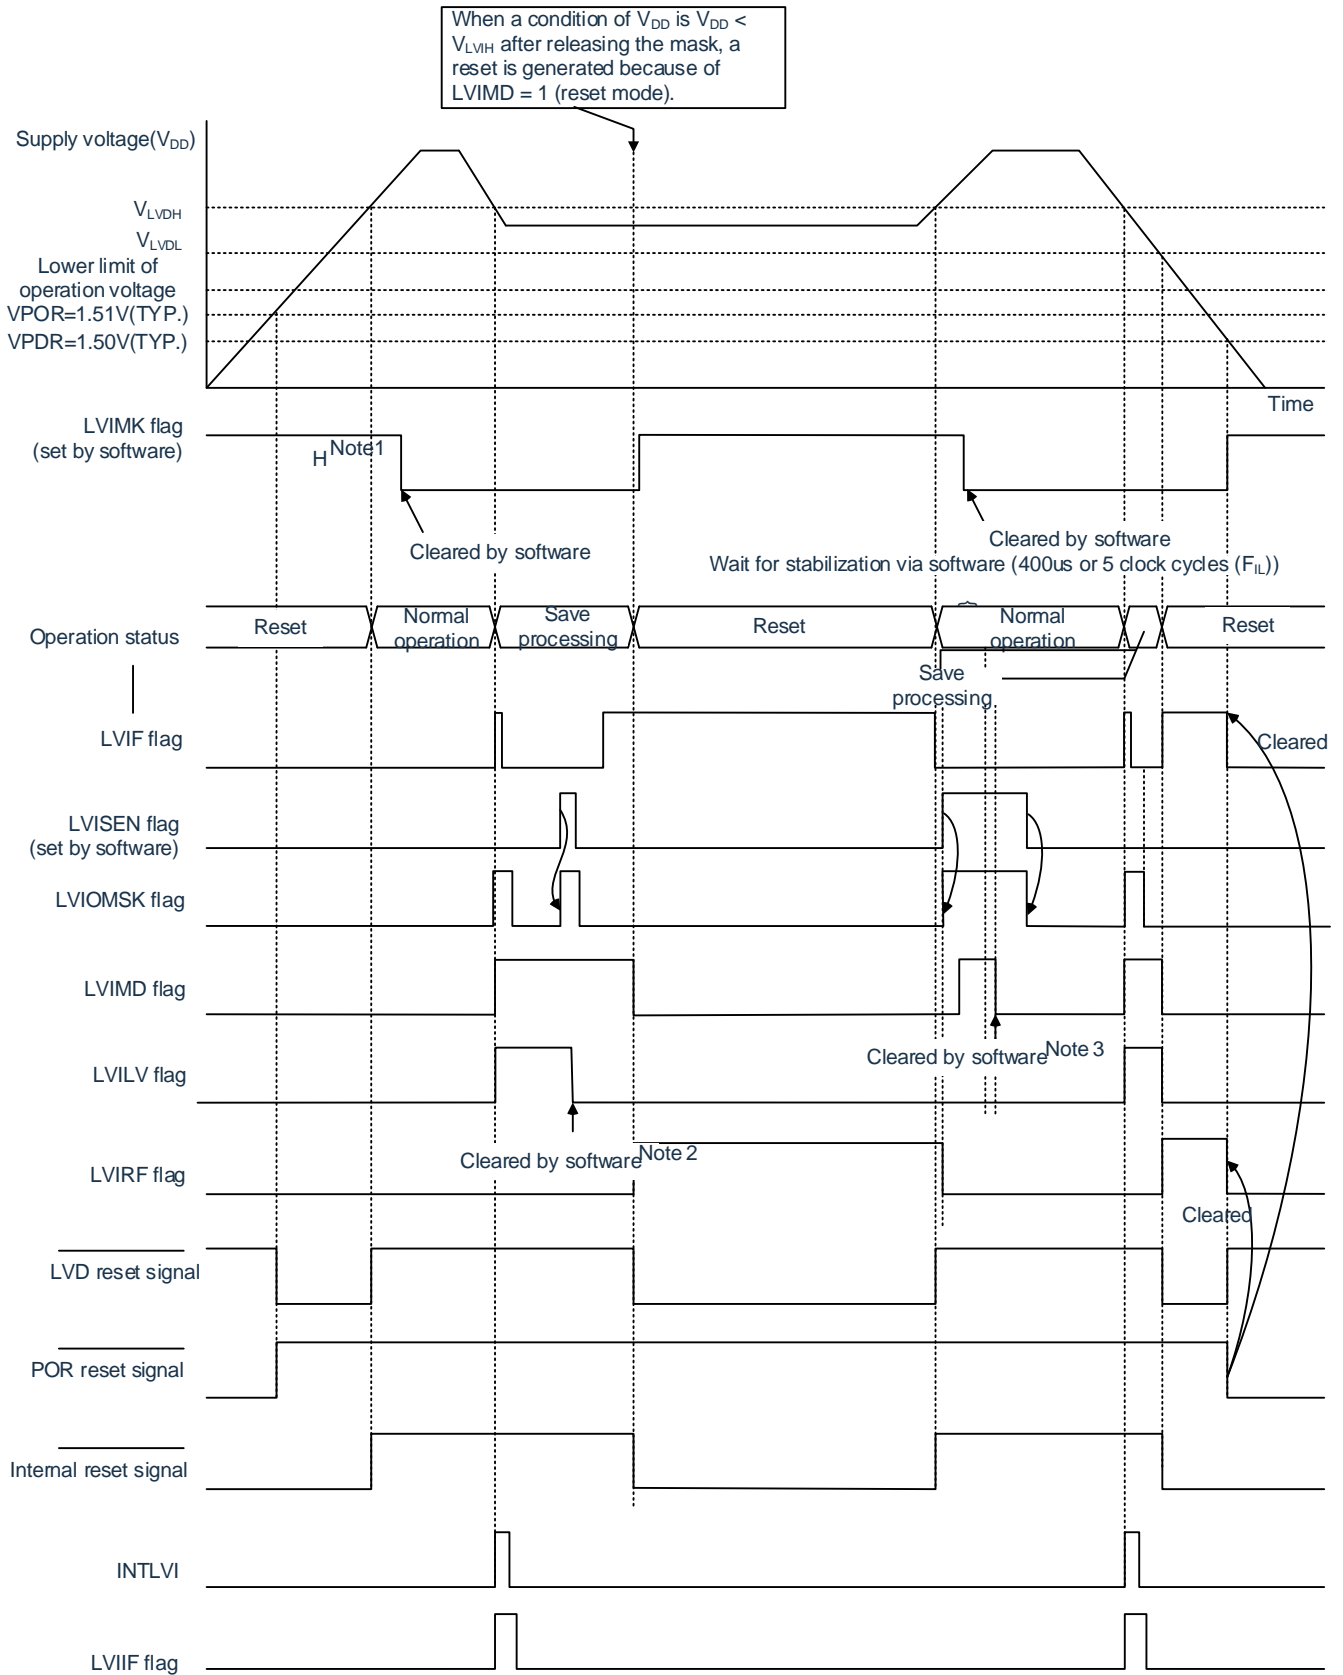 When a condition of VDD is VDD <
VLVIH after releasing the mask, a
reset is generated because of
LVIMD = 1 (reset mode).
Supply voltage(VDD)
VLVDH
VLVDL
Lower limit of
operation voltage
VPOR=1.51V(TYP.)
VPDR=1.50V(TYP.)
Time
LVIMK flag
(set by software)
H Note1
Cleared by software
Cleared by software
Wait for stabilization via software (400us or 5 clock cycles (FIL))
Operation status
Reset
Normal
operation
Save
processing
Reset
Normal
operation
Reset
Save
processing
LVIF flag
Cleared
LVISEN flag
(set by software)
LVIOMSK flag
LVIMD flag
Cleared by software Note 3
LVILV flag
Cleared by software Note 2
LVIRF flag
Cleared
LVD reset signal
POR reset signal
Internal reset signal
INTLVI
LVIIF flag